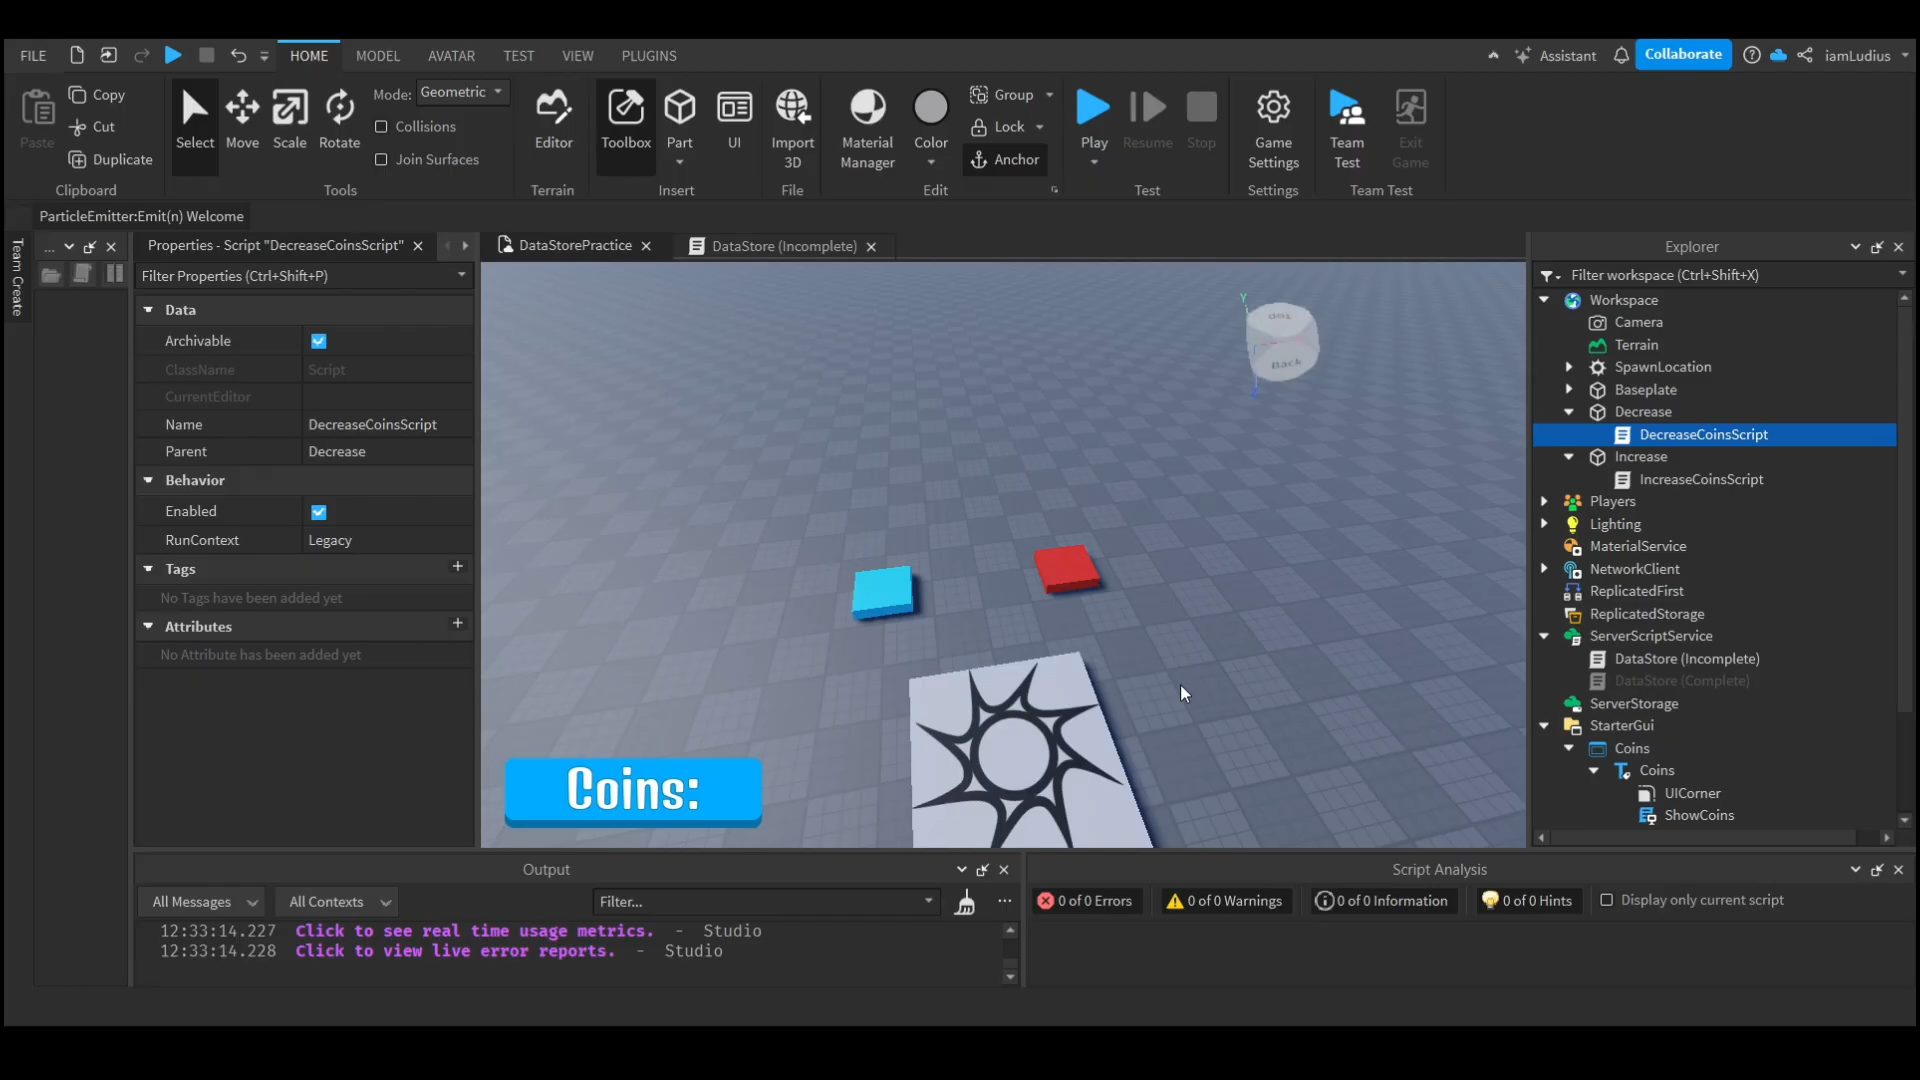 FILE HOME MODEL AVATAR TEST VIEW PLUGINS Assistant Collaborate iamLudius
Paste Copy Cut Duplicate Clipboard
Select Move Scale Rotate Mode: Geometric Collisions Join Surfaces Tools
Editor Terrain
Toolbox Part UI Insert
Import 3D File
Material Manager Color Group Lock Anchor Edit
Play Resume Stop Test
Game Settings Settings
Team Test Exit Game Team Test
ParticleEmitter:Emit(n) Welcome
Team Create
...
Properties - Script "DecreaseCoinsScript"
Filter Properties (Ctrl+Shift+P)
Data
Archivable
ClassName Script
CurrentEditor
Name DecreaseCoinsScript
Parent Decrease
Behavior
Enabled
RunContext Legacy
Tags
No Tags have been added yet
Attributes
No Attribute has been added yet
DataStorePractice DataStore (Incomplete)
Y
Top
Back
Z
Coins:
Explorer
Filter workspace (Ctrl+Shift+X)
Workspace
Camera
Terrain
SpawnLocation
Baseplate
Decrease
DecreaseCoinsScript
Increase
IncreaseCoinsScript
Players
Lighting
MaterialService
NetworkClient
ReplicatedFirst
ReplicatedStorage
ServerScriptService
DataStore (Incomplete)
DataStore (Complete)
ServerStorage
StarterGui
Coins
Coins
UICorner
ShowCoins
Output
All Messages All Contexts Filter... ...
12:33:14.227 Click to see real time usage metrics. - Studio
12:33:14.228 Click to view live error reports. - Studio
Script Analysis
0 of 0 Errors 0 of 0 Warnings 0 of 0 Information 0 of 0 Hints Display only current script